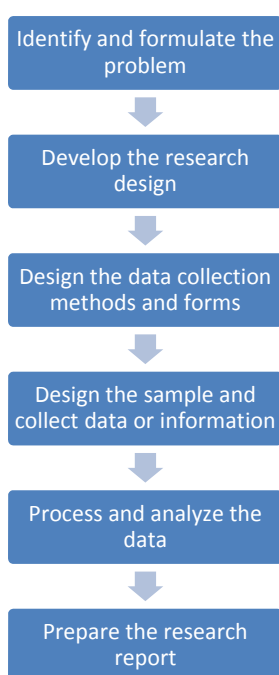 Identify and formulate the
problem
Develop the research
design
Design the data collection
methods and forms
Design the sample and
collect data or information
Process and analyze the
data
Prepare the research
report